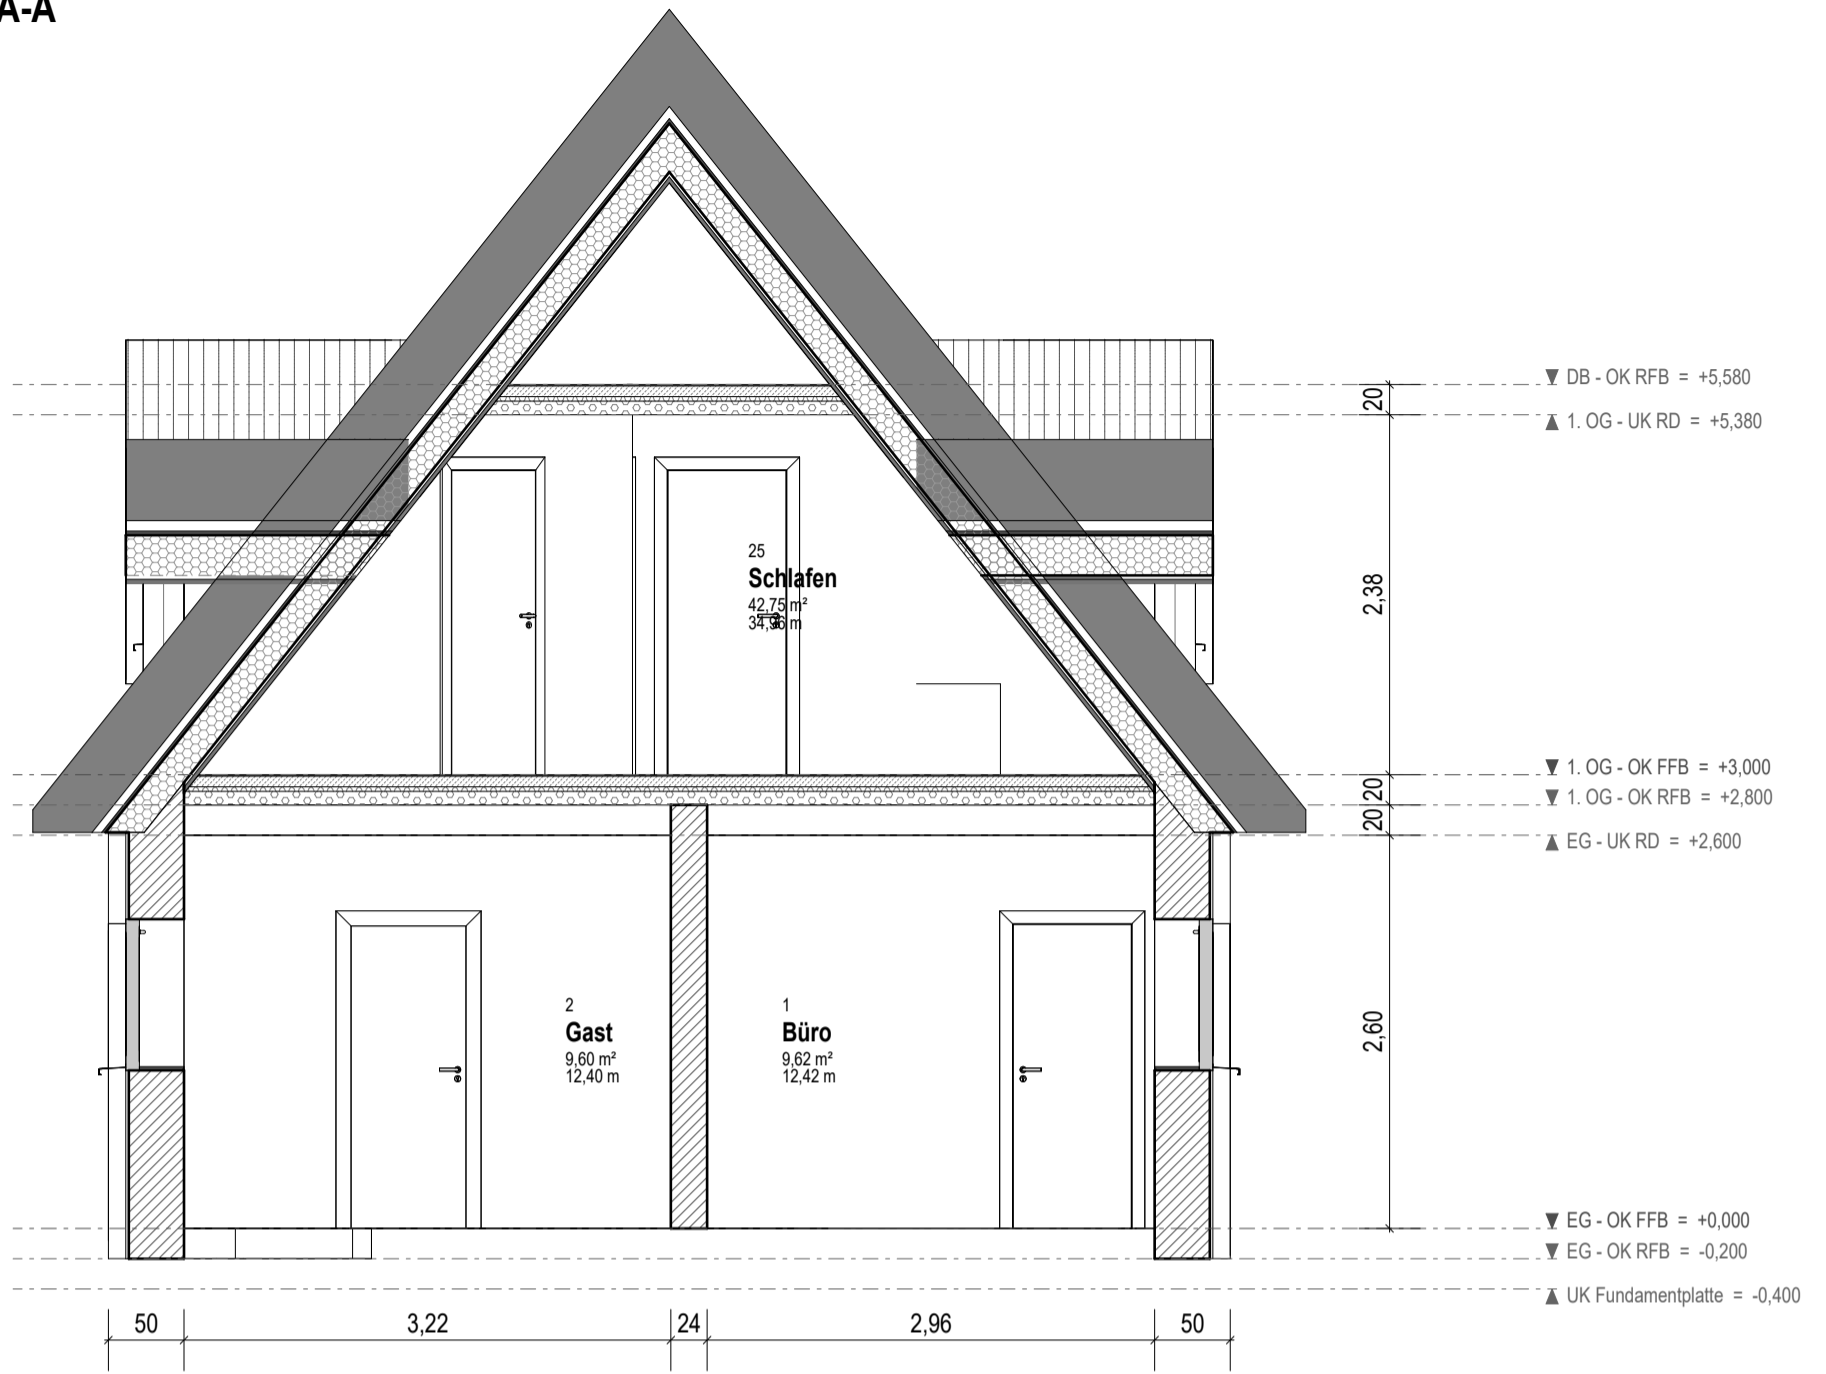 A-A
DB - OK RFB = +5,580
20
1. OG - UK RD = +5,380
25
Schlafen
42,75 m²
34,96 m
2,38
1. OG - OK FFB = +3,000
20
1. OG - OK RFB = +2,800
20
EG - UK RD = +2,600
2
Gast
9,60 m²
12,40 m
1
Büro
9,62 m²
12,42 m
2,60
EG - OK FFB = +0,000
EG - OK RFB = -0,200
UK Fundamentplatte = -0,400
50
3,22
24
2,96
50